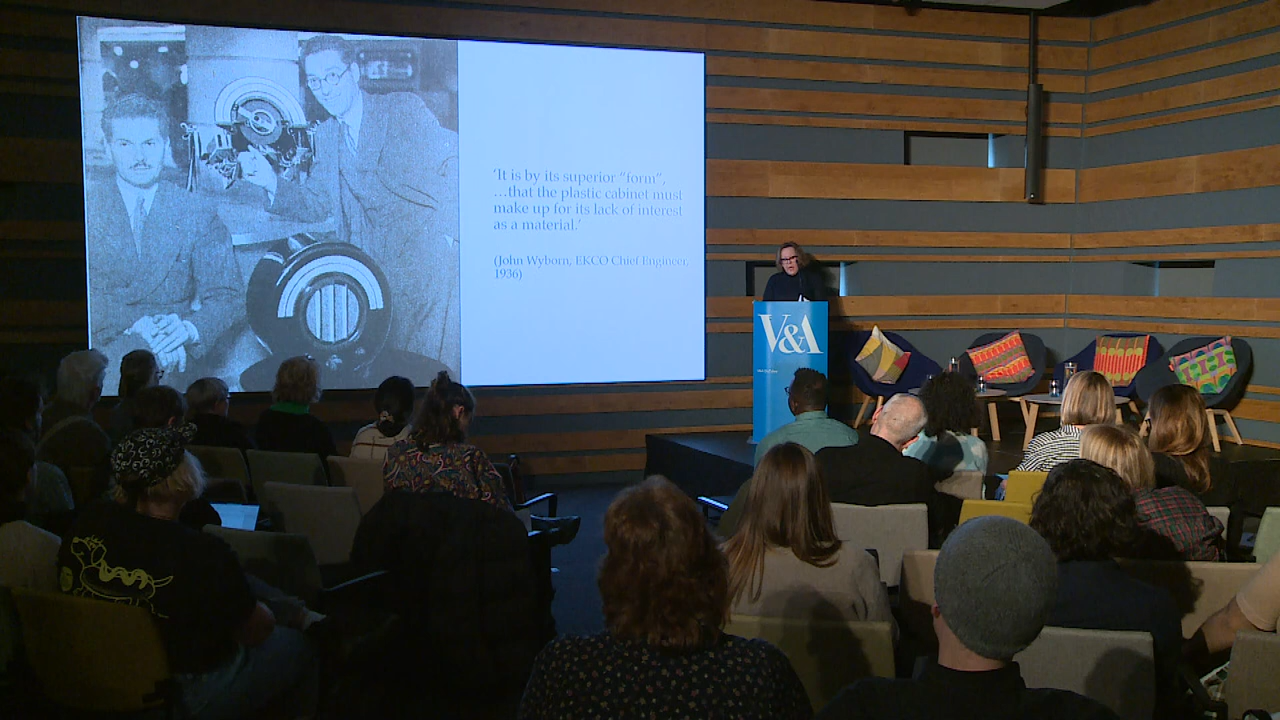 'It is by its superior "form",
...that the plastic cabinet must
make up for its lack of interest
as a material.'
(John Wyborn, EKCO Chief Engineer,
1936)
V&A